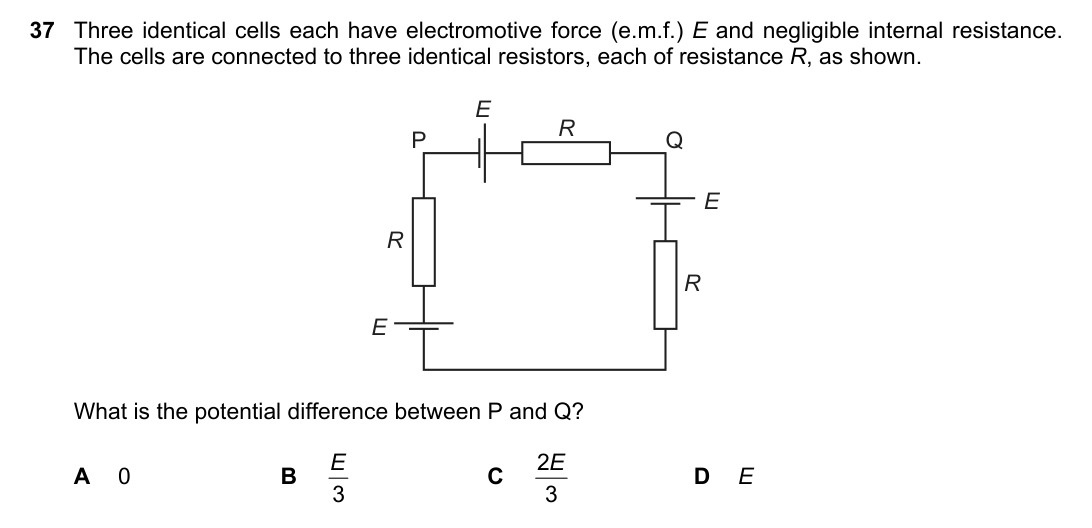 37 Three identical cells each have electromotive force (e.m.f.) E and negligible internal resistance.
The cells are connected to three identical resistors, each of resistance R, as shown.
E
P
R
Q
E
R
R
E
What is the potential difference between P and Q?
A 0 B E/3 C 2E/3 D E